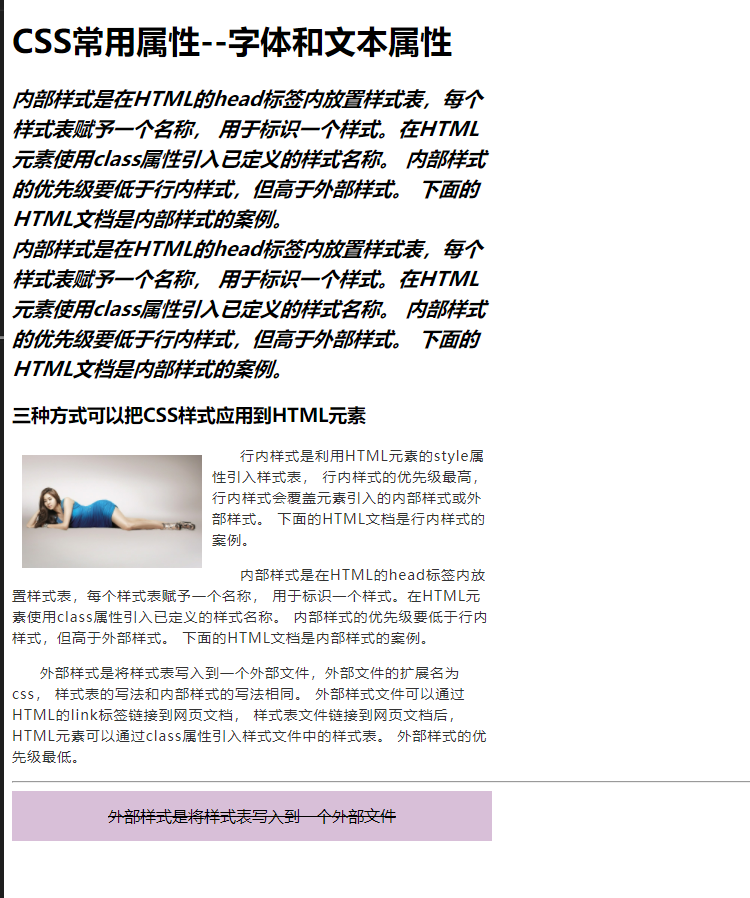 CSS常用属性--字体和文本属性
内部样式是在HTML的head标签内放置样式表，每个
样式表赋予一个名称， 用于标识一个样式。在HTML
元素使用class属性引入已定义的样式名称。 内部样式
的优先级要低于行内样式，但高于外部样式。 下面的
HTML文档是内部样式的案例。
内部样式是在HTML的head标签内放置样式表，每个
样式表赋予一个名称， 用于标识一个样式。在HTML
元素使用class属性引入已定义的样式名称。 内部样式
的优先级要低于行内样式，但高于外部样式。 下面的
HTML文档是内部样式的案例。
三种方式可以把CSS样式应用到HTML元素
行内样式是利用HTML元素的style属
性引入样式表， 行内样式的优先级最高，
行内样式会覆盖元素引入的内部样式或外
部样式。 下面的HTML文档是行内样式的
案例。
内部样式是在HTML的head标签内放
置样式表，每个样式表赋予一个名称， 用于标识一个样式。在HTML元
素使用class属性引入已定义的样式名称。 内部样式的优先级要低于行内
样式，但高于外部样式。 下面的HTML文档是内部样式的案例。
外部样式是将样式表写入到一个外部文件，外部文件的扩展名为
css， 样式表的写法和内部样式的写法相同。 外部样式文件可以通过
HTML的link标签链接到网页文档， 样式表文件链接到网页文档后，
HTML元素可以通过class属性引入样式文件中的样式表。 外部样式的优
先级最低。
外部样式是将样式表写入到一个外部文件